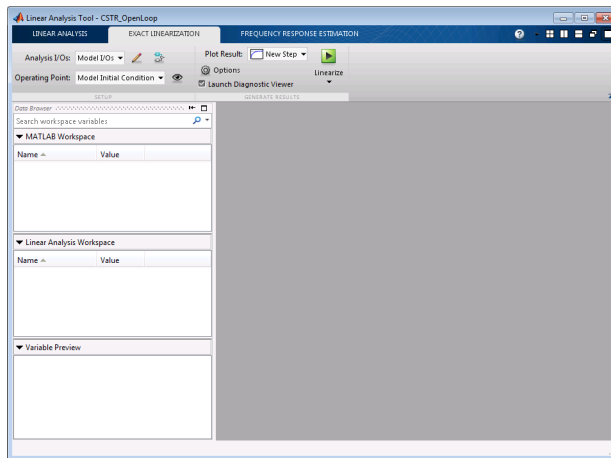 Linear Analysis Tool - CSTR_OpenLoop
LINEAR ANALYSIS EXACT LINEARIZATION FREQUENCY RESPONSE ESTIMATION
Analysis I/Os: Model I/Os
Operating Point: Model Initial Condition
Plot Result: New Step
Options
Launch Diagnostic Viewer
Linearize
SETUP GENERATE RESULTS
Data Browser
Search workspace variables
MATLAB Workspace
Name Value
Linear Analysis Workspace
Name Value
Variable Preview